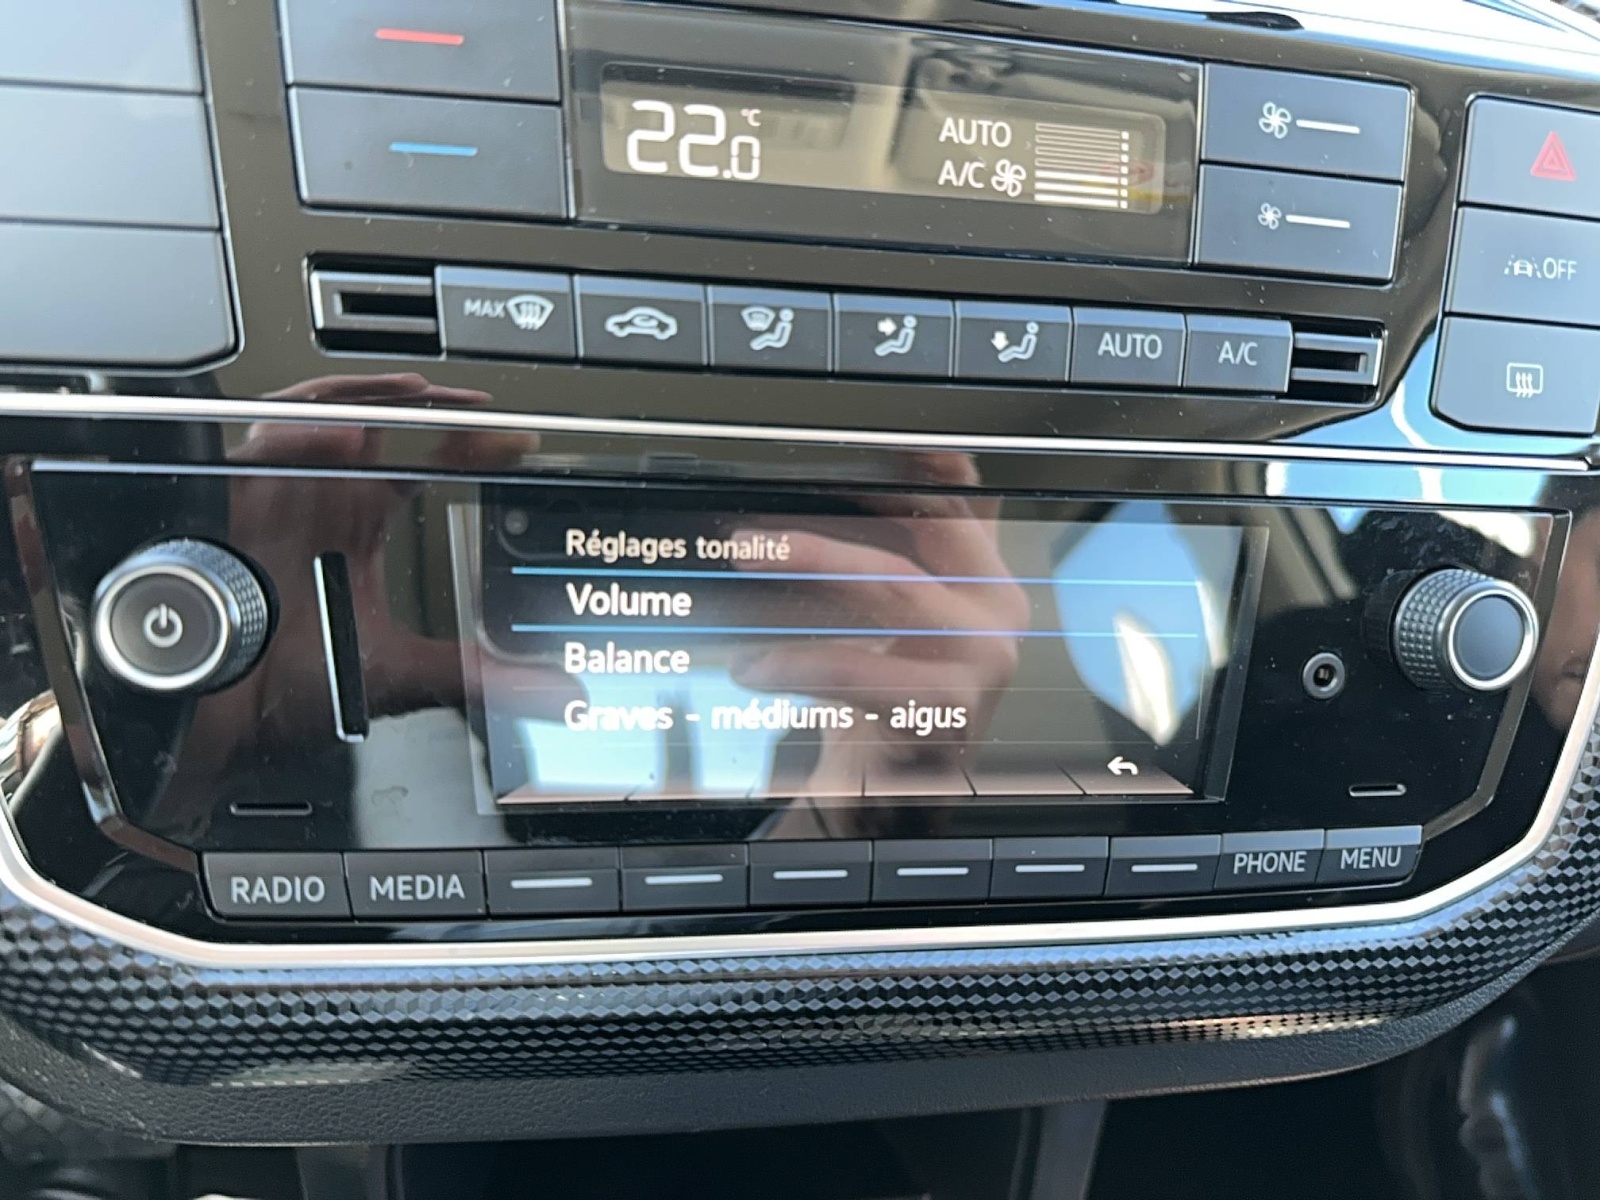 22.0 °C
AUTO
A/C
OFF
MAX
AUTO
A/C
Réglages tonalité
Volume
Balance
Graves - médiums - aigus
RADIO
MEDIA
PHONE
MENU